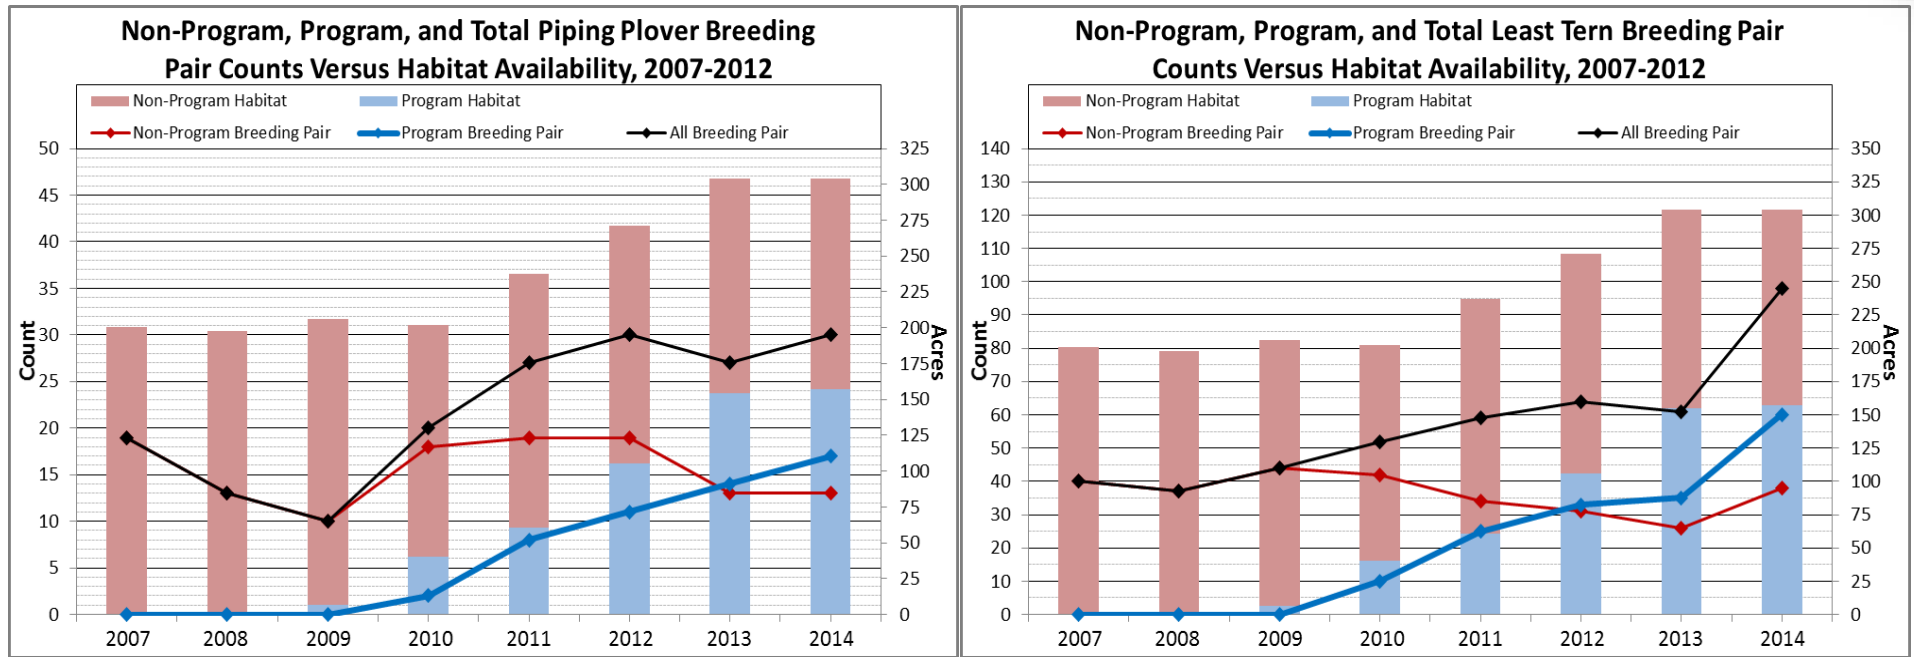 Non-Program, Program, and Total Piping Plover Breeding
Pair Counts Versus Habitat Availability, 2007-2012
Non-Program Habitat
Program Habitat
Non-Program Breeding Pair
Program Breeding Pair
All Breeding Pair
50
45
40
35
30
25
20
15
10
5
0
Count
325
300
275
250
225
200
175
150
125
100
75
50
25
0
Acres
2007 2008 2009 2010 2011 2012 2013 2014
Non-Program, Program, and Total Least Tern Breeding Pair
Counts Versus Habitat Availability, 2007-2012
Non-Program Habitat
Program Habitat
Non-Program Breeding Pair
Program Breeding Pair
All Breeding Pair
140
130
120
110
100
90
80
70
60
50
40
30
20
10
0
Count
350
325
300
275
250
225
200
175
150
125
100
75
50
25
0
Acres
2007 2008 2009 2010 2011 2012 2013 2014